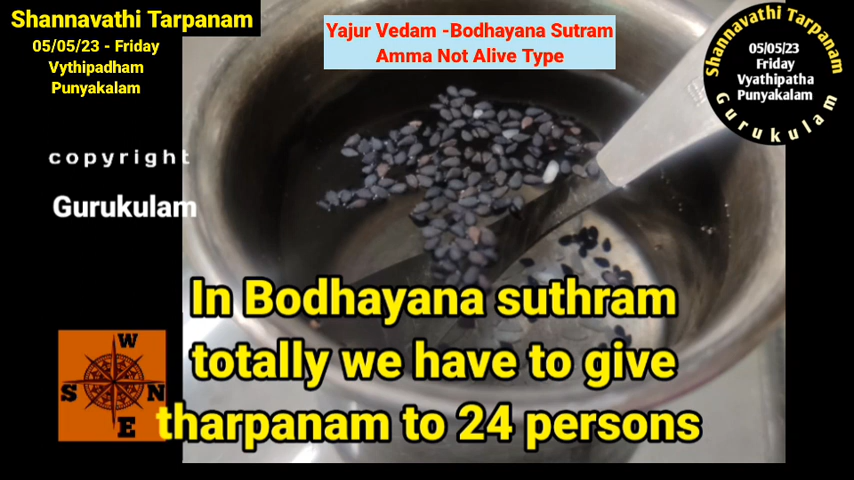 Shannavathi Tarpanam
05/05/23 - Friday
Vythipadham
Punyakalam
Yajur Vedam -Bodhayana Sutram
Amma Not Alive Type
Shannavathi Tarpanam
05/05/23
Friday
Vyathipatha
Punyakalam
Gurukulam
copyright
Gurukulam
In Bodhayana suthram
totally we have to give
tharpanam to 24 persons
W
S N
E